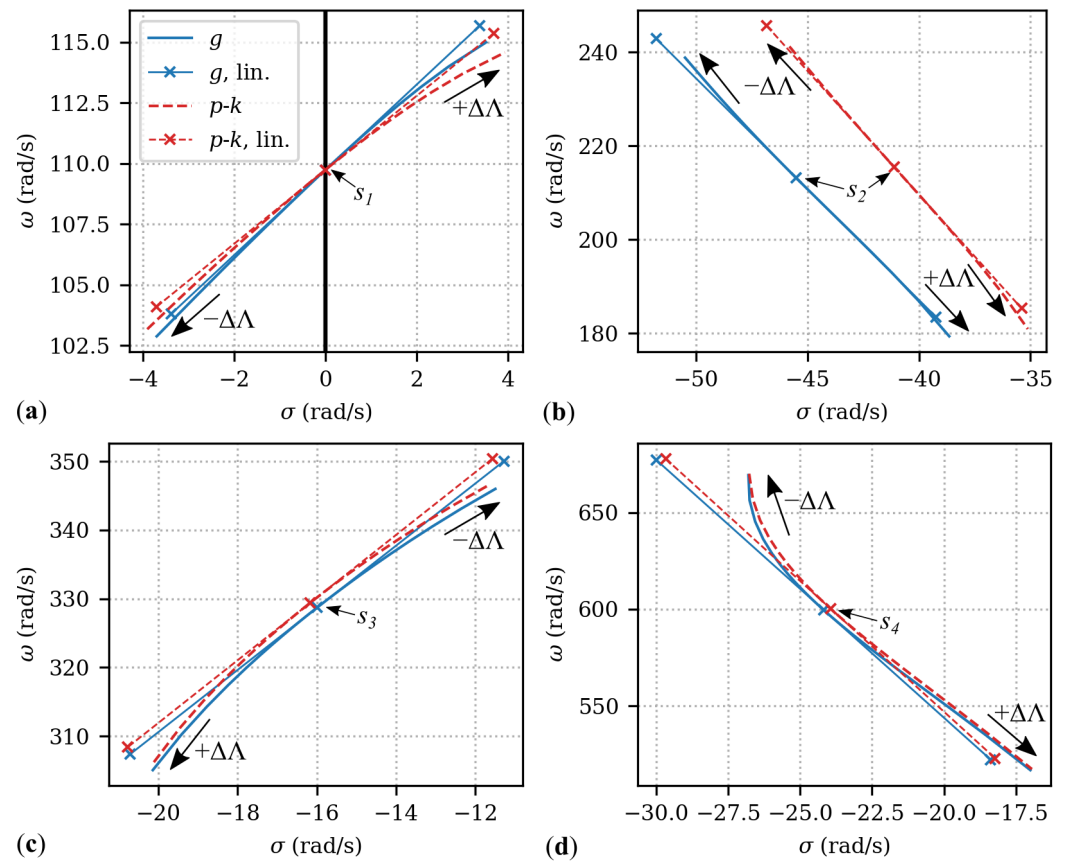 115.0
112.5
110.0
107.5
105.0
102.5
ω (rad/s)
g
g, lin.
p-k
p-k, lin.
+ΔΛ
s1
−ΔΛ
−4
−2
0
2
4
(a)
σ (rad/s)
240
220
200
180
ω (rad/s)
−ΔΛ
s2
+ΔΛ
−50
−45
−40
−35
(b)
σ (rad/s)
350
340
330
320
310
ω (rad/s)
−ΔΛ
s3
+ΔΛ
−20
−18
−16
−14
−12
(c)
σ (rad/s)
650
600
550
ω (rad/s)
−ΔΛ
s4
+ΔΛ
−30.0
−27.5
−25.0
−22.5
−20.0
−17.5
(d)
σ (rad/s)